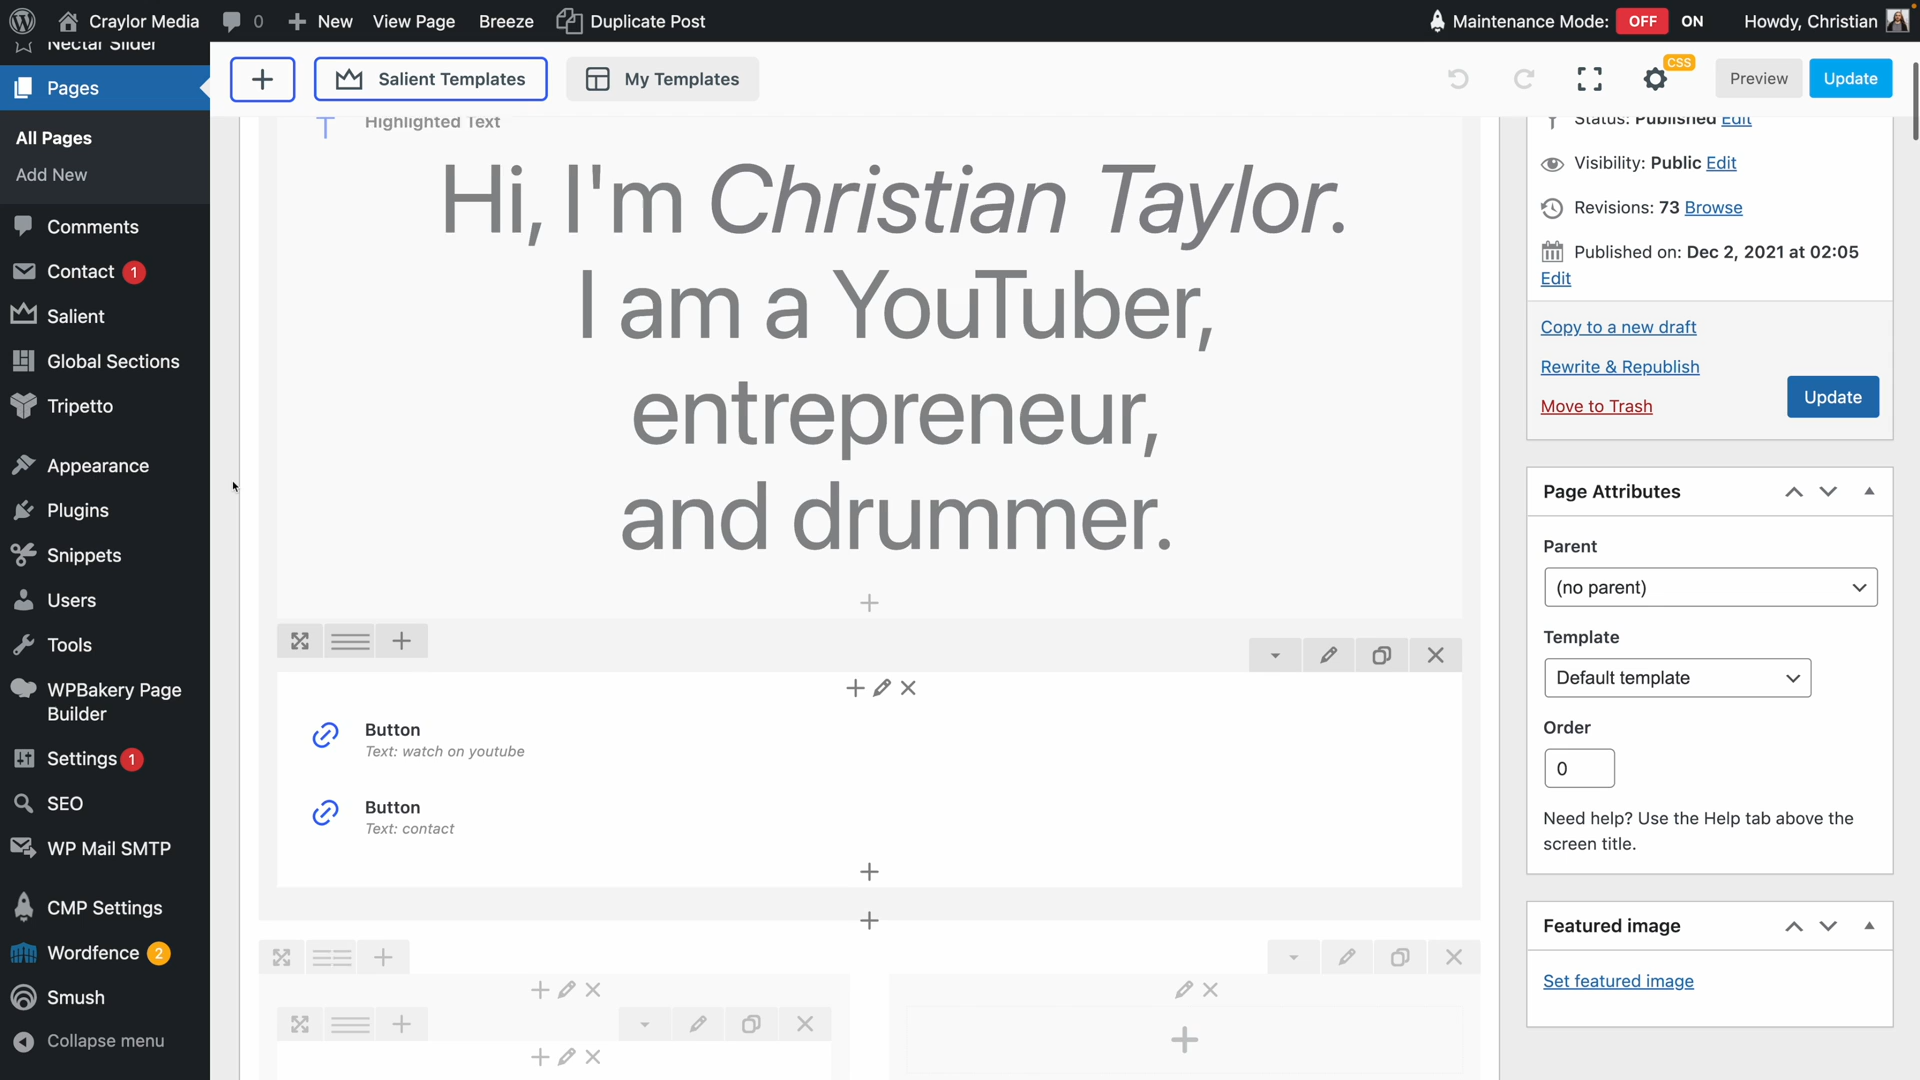 Craylor Media
0
New
View Page
Breeze
Duplicate Post
Maintenance Mode:
OFF
ON
Howdy, Christian
Nectar Slider
Pages
All Pages
Add New
Comments
Contact 1
Salient
Global Sections
Tripetto
Appearance
Plugins
Snippets
Users
Tools
WPBakery Page
Builder
Settings 1
SEO
WP Mail SMTP
CMP Settings
Wordfence 2
Smush
Collapse menu
Salient Templates
My Templates
CSS
Preview
Update
Highlighted Text
Hi, I'm Christian Taylor.
I am a YouTuber,
entrepreneur,
and drummer.
Button
Text: watch on youtube
Button
Text: contact
Status: Published Edit
Visibility: Public Edit
Revisions: 73 Browse
Published on: Dec 2, 2021 at 02:05
Edit
Copy to a new draft
Rewrite & Republish
Move to Trash
Update
Page Attributes
Parent
(no parent)
Template
Default template
Order
0
Need help? Use the Help tab above the
screen title.
Featured image
Set featured image